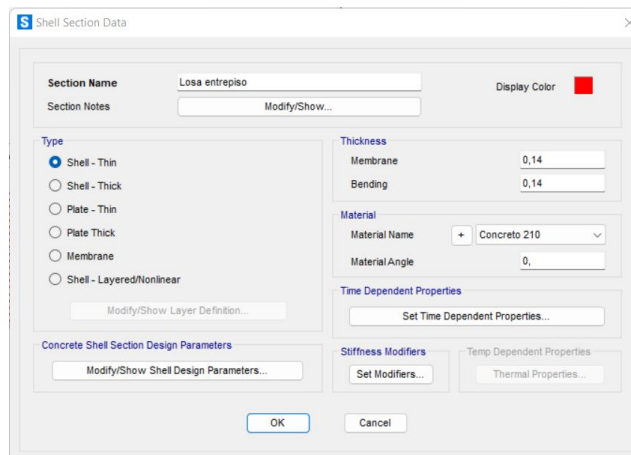 S Shell Section Data
Section Name Losa entrepiso Display Color
Section Notes Modify/Show...
Type
Shell - Thin
Shell - Thick
Plate - Thin
Plate Thick
Membrane
Shell - Layered/Nonlinear
Modify/Show Layer Definition...
Concrete Shell Section Design Parameters
Modify/Show Shell Design Parameters...
Thickness
Membrane 0,14
Bending 0,14
Material
Material Name + Concreto 210
Material Angle 0,
Time Dependent Properties
Set Time Dependent Properties...
Stiffness Modifiers
Set Modifiers...
Temp Dependent Properties
Thermal Properties...
OK Cancel